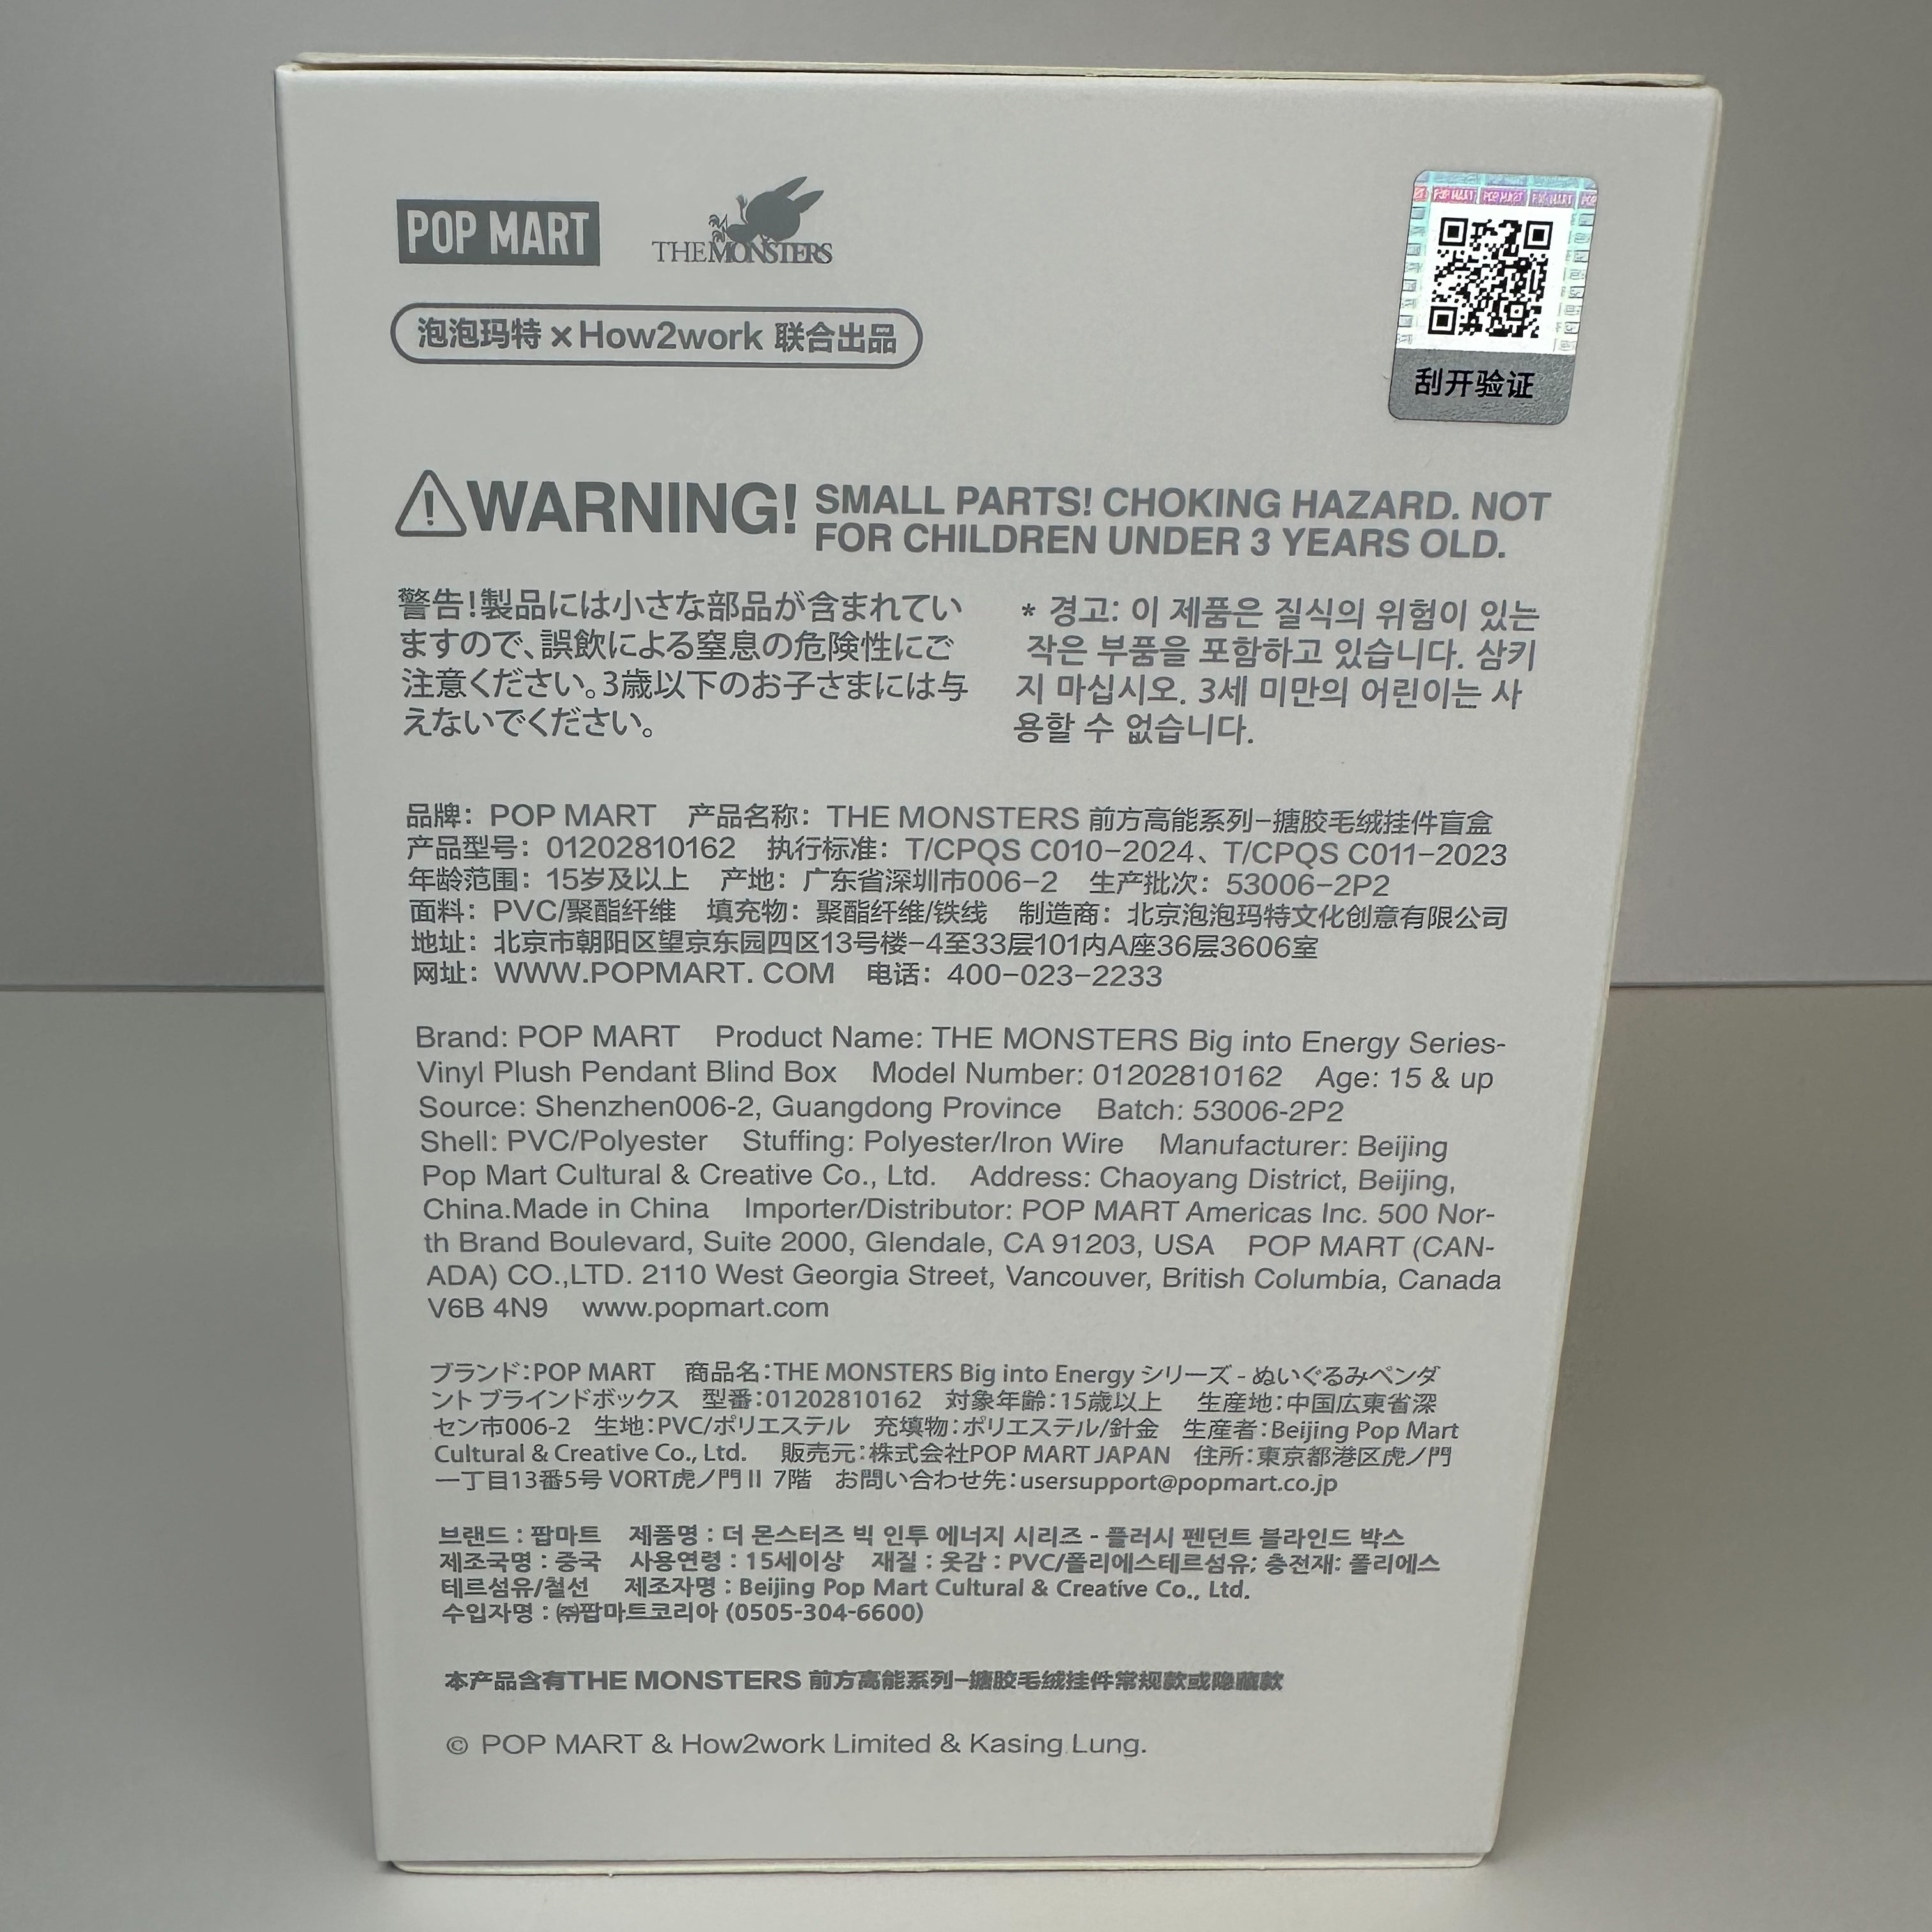 POP MART
THE MONSTERS
泡泡玛特 × How2work 联合出品
POP MART POP MART POP MART
刮开验证
WARNING! SMALL PARTS! CHOKING HAZARD. NOT
FOR CHILDREN UNDER 3 YEARS OLD.
警告!製品には小さな部品が含まれてい
ますので、誤飲による窒息の危険性にご
注意ください。3歳以下のお子さまには与
えないでください。
* 경고: 이 제품은 질식의 위험이 있는
작은 부품을 포함하고 있습니다. 삼키
지 마십시오. 3세 미만의 어린이는 사
용할 수 없습니다.
品牌: POP MART 产品名称: THE MONSTERS 前方高能系列-搪胶毛绒挂件盲盒
产品型号: 01202810162 执行标准: T/CPQS C010-2024、T/CPQS C011-2023
年龄范围: 15岁及以上 产地: 广东省深圳市006-2 生产批次: 53006-2P2
面料: PVC/聚酯纤维 填充物: 聚酯纤维/铁线 制造商: 北京泡泡玛特文化创意有限公司
地址: 北京市朝阳区望京东园四区13号楼-4至33层101内A座36层3606室
网址: WWW.POPMART. COM 电话: 400-023-2233
Brand: POP MART Product Name: THE MONSTERS Big into Energy Series-
Vinyl Plush Pendant Blind Box Model Number: 01202810162 Age: 15 & up
Source: Shenzhen006-2, Guangdong Province Batch: 53006-2P2
Shell: PVC/Polyester Stuffing: Polyester/Iron Wire Manufacturer: Beijing
Pop Mart Cultural & Creative Co., Ltd. Address: Chaoyang District, Beijing,
China.Made in China Importer/Distributor: POP MART Americas Inc. 500 Nor-
th Brand Boulevard, Suite 2000, Glendale, CA 91203, USA POP MART (CAN-
ADA) CO.,LTD. 2110 West Georgia Street, Vancouver, British Columbia, Canada
V6B 4N9 www.popmart.com
ブランド:POP MART 商品名:THE MONSTERS Big into Energy シリーズ - ぬいぐるみペンダ
ント ブラインドボックス 型番:01202810162 対象年齢:15歳以上 生産地:中国広東省深
セン市006-2 生地:PVC/ポリエステル 充填物:ポリエステル/針金 生産者:Beijing Pop Mart
Cultural & Creative Co., Ltd. 販売元:株式会社POP MART JAPAN 住所:東京都港区虎ノ門
一丁目13番5号 VORT虎ノ門Ⅱ 7階 お問い合わせ先:usersupport@popmart.co.jp
브랜드 : 팝마트 제품명 : 더 몬스터즈 빅 인투 에너지 시리즈 - 플러시 펜던트 블라인드 박스
제조국명 : 중국 사용연령 : 15세이상 재질 : 옷감 : PVC/폴리에스테르섬유; 충전재: 폴리에스
테르섬유/철선 제조자명 : Beijing Pop Mart Cultural & Creative Co., Ltd.
수입자명 : ㈜팝마트코리아 (0505-304-6600)
本产品含有THE MONSTERS 前方高能系列-搪胶毛绒挂件常规款或隐藏款
© POP MART & How2work Limited & Kasing Lung.